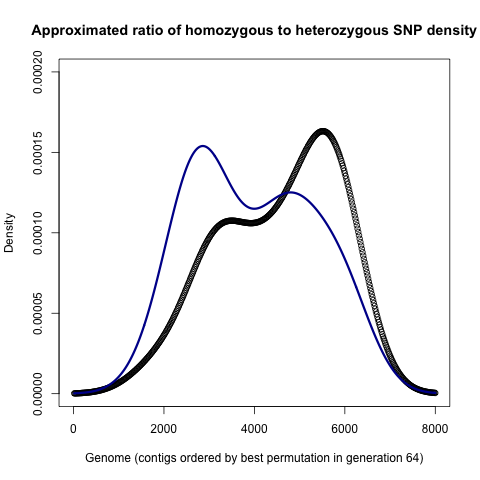 Approximated ratio of homozygous to heterozygous SNP density
0.00020
0.00015
0.00010
0.00005
0.00000
Density
0 2000 4000 6000 8000
Genome (contigs ordered by best permutation in generation 64)